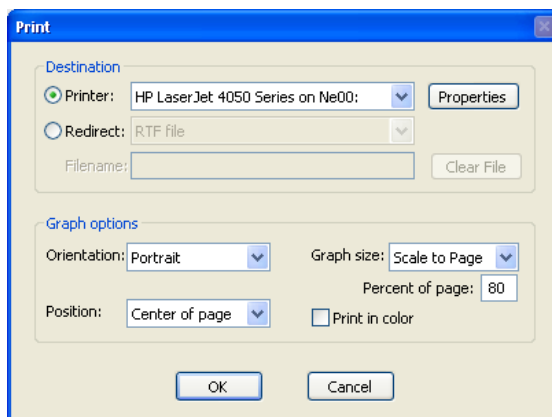 Print
Destination
Printer: HP LaserJet 4050 Series on Ne00: Properties
Redirect: RTF file
Filename: Clear File
Graph options
Orientation: Portrait Graph size: Scale to Page
Percent of page: 80
Position: Center of page Print in color
OK Cancel